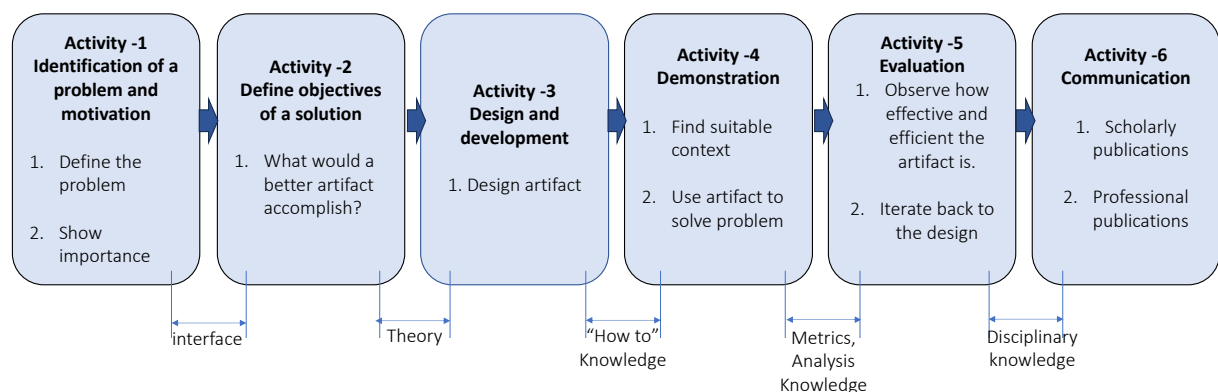 Activity -1
Identification of a
problem and
motivation
1. Define the
problem
2. Show
importance
Activity -2
Define objectives
of a solution
1. What would a
better artifact
accomplish?
Activity -3
Design and
development
1. Design artifact
Activity -4
Demonstration
1. Find suitable
context
2. Use artifact to
solve problem
Activity -5
Evaluation
1. Observe how
effective and
efficient the
artifact is.
2. Iterate back to
the design
Activity -6
Communication
1. Scholarly
publications
2. Professional
publications
interface
Theory
“How to”
Knowledge
Metrics,
Analysis
Knowledge
Disciplinary
knowledge